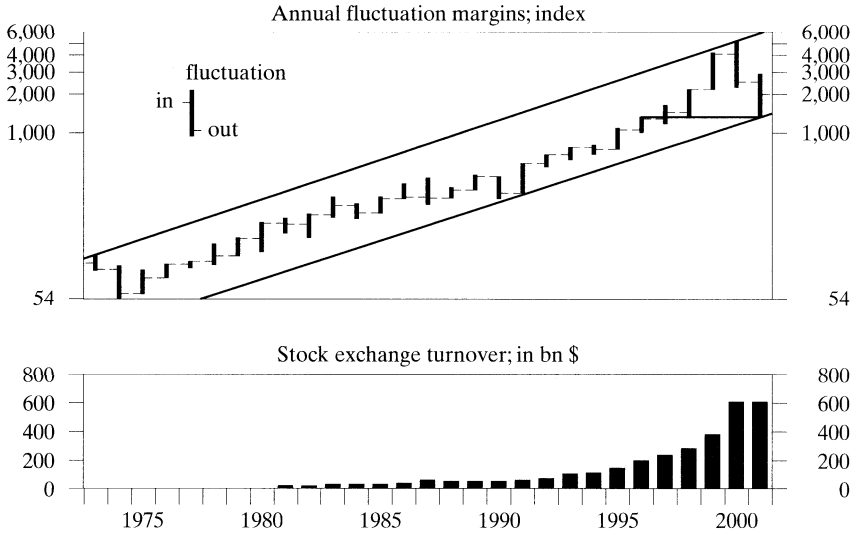 Annual fluctuation margins; index
6,000 6,000
4,000 4,000
3,000 3,000
fluctuation
2,000 2,000
in
out
1,000 1,000
54 54
Stock exchange turnover; in bn $
800 800
600 600
400 400
200 200
0 0
1975 1980 1985 1990 1995 2000